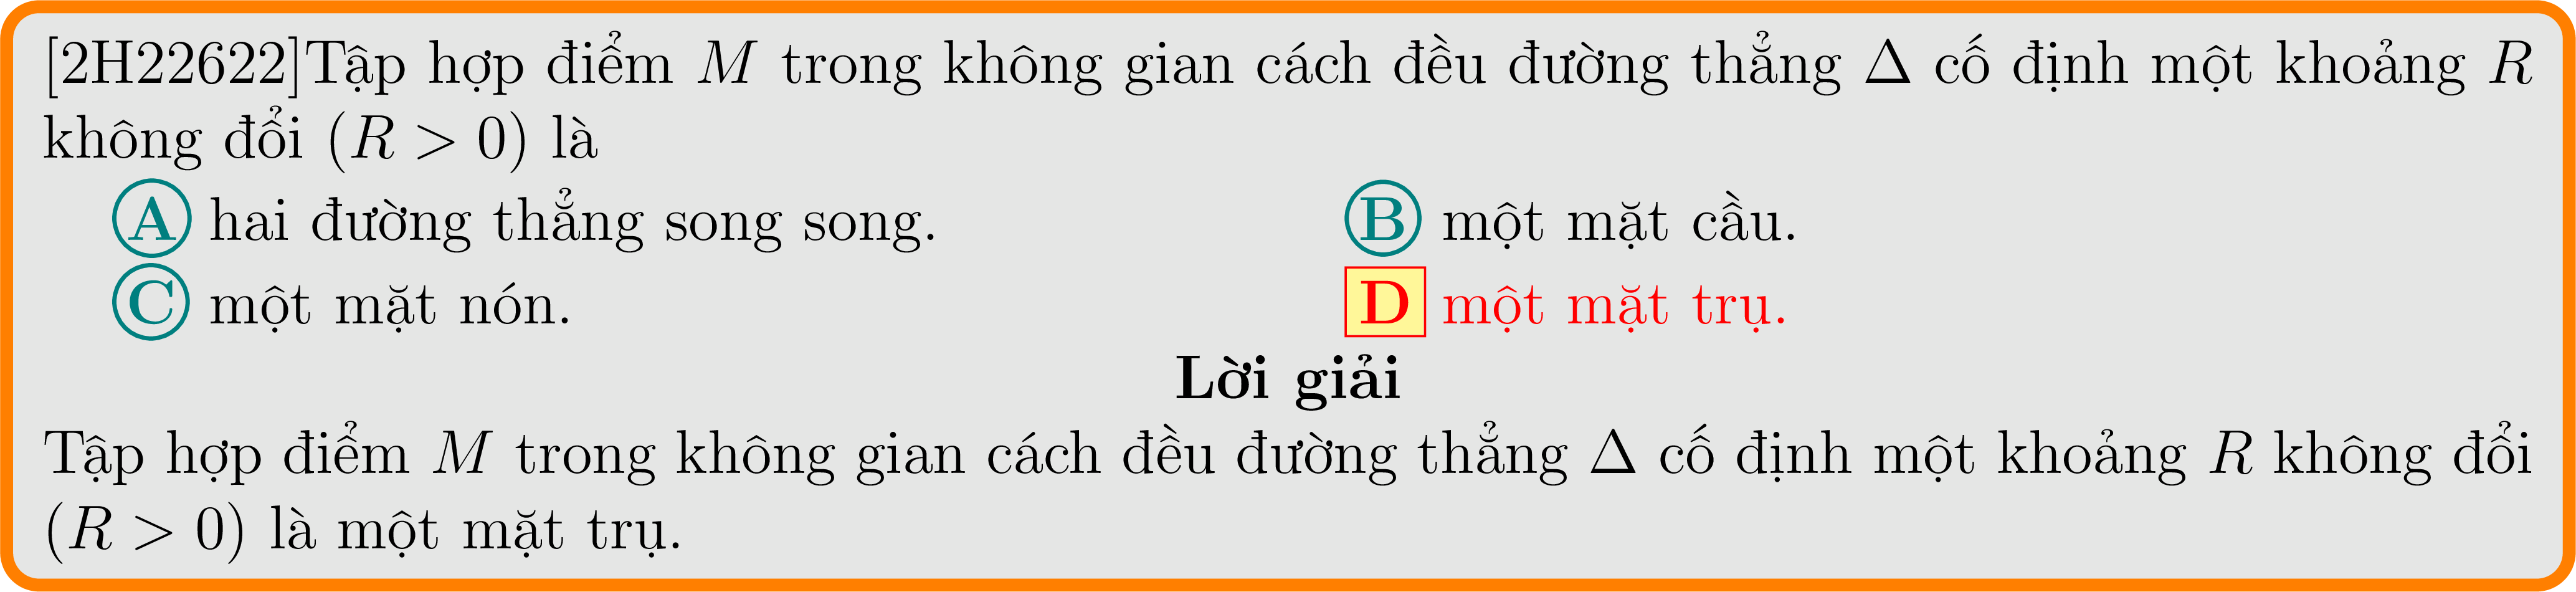 [2H22622]Tập hợp điểm M trong không gian cách đều đường thẳng Δ cố định một khoảng R
không đổi (R > 0) là
A hai đường thẳng song song. B một mặt cầu.
C một mặt nón. D một mặt trụ.
Lời giải
Tập hợp điểm M trong không gian cách đều đường thẳng Δ cố định một khoảng R không đổi
(R > 0) là một mặt trụ.